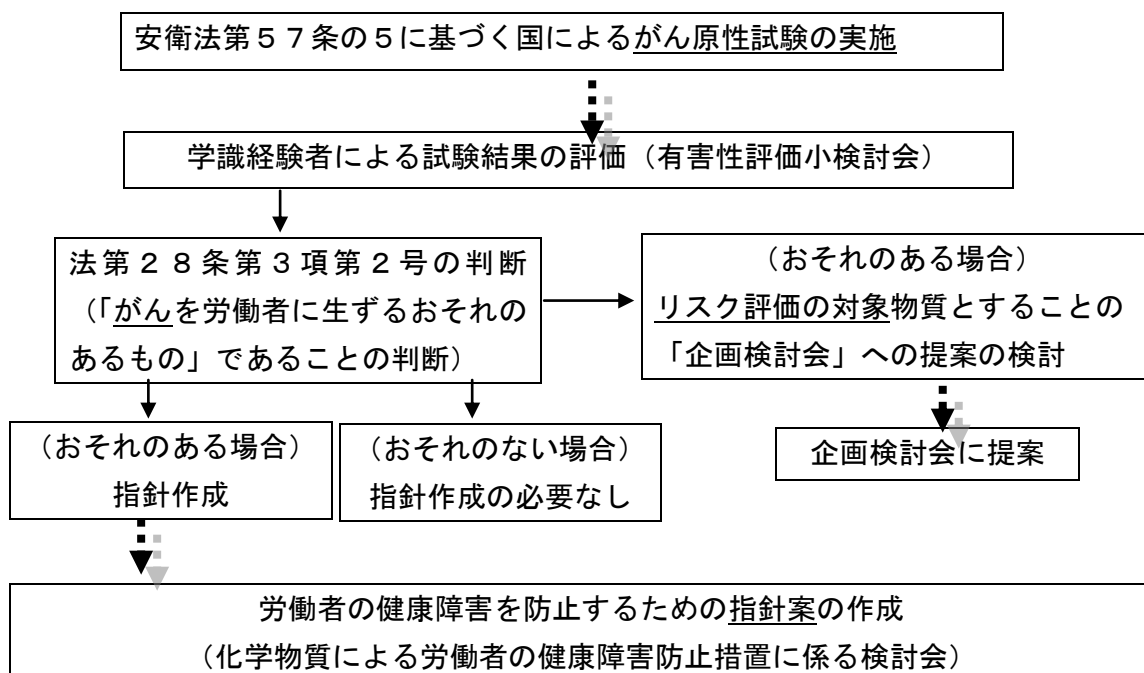 安衛法第５７条の５に基づく国によるがん原性試験の実施
学識経験者による試験結果の評価（有害性評価小検討会）
法第２８条第３項第２号の判断
（「がんを労働者に生ずるおそれの
あるもの」であることの判断）
（おそれのある場合）
リスク評価の対象物質とすることの
「企画検討会」への提案の検討
（おそれのある場合）
指針作成
（おそれのない場合）
指針作成の必要なし
企画検討会に提案
労働者の健康障害を防止するための指針案の作成
（化学物質による労働者の健康障害防止措置に係る検討会）